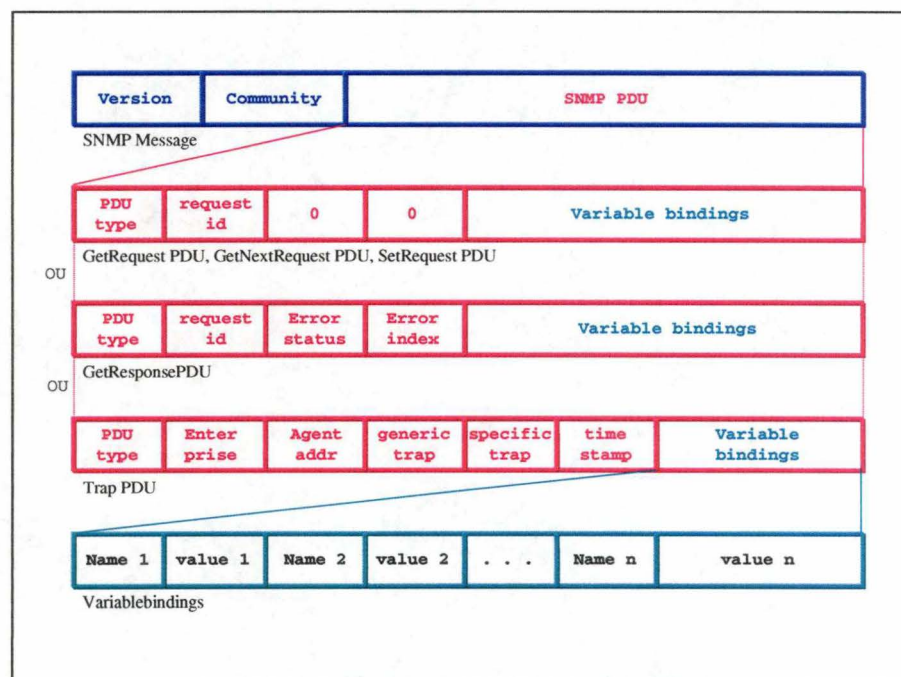 Version Community SNMP PDU
SNMP Message
PDU type request id 0 0 Variable bindings
GetRequest PDU, GetNextRequest PDU, SetRequest PDU
OU
PDU type request id Error status Error index Variable bindings
GetResponsePDU
OU
PDU type Enter prise Agent addr generic trap specific trap time stamp Variable bindings
Trap PDU
Name 1 value 1 Name 2 value 2 . . . Name n value n
Variablebindings